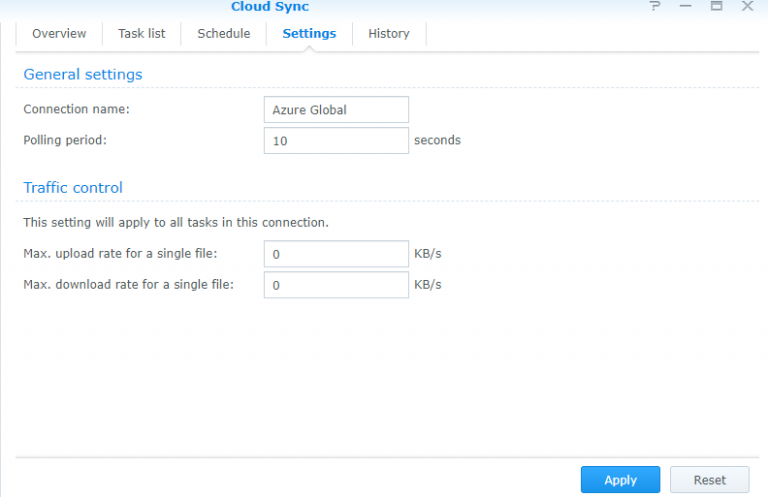 Cloud Sync
Overview Task list Schedule Settings History
General settings
Connection name: Azure Global
Polling period: 10 seconds
Traffic control
This setting will apply to all tasks in this connection.
Max. upload rate for a single file: 0 KB/s
Max. download rate for a single file: 0 KB/s
Apply Reset